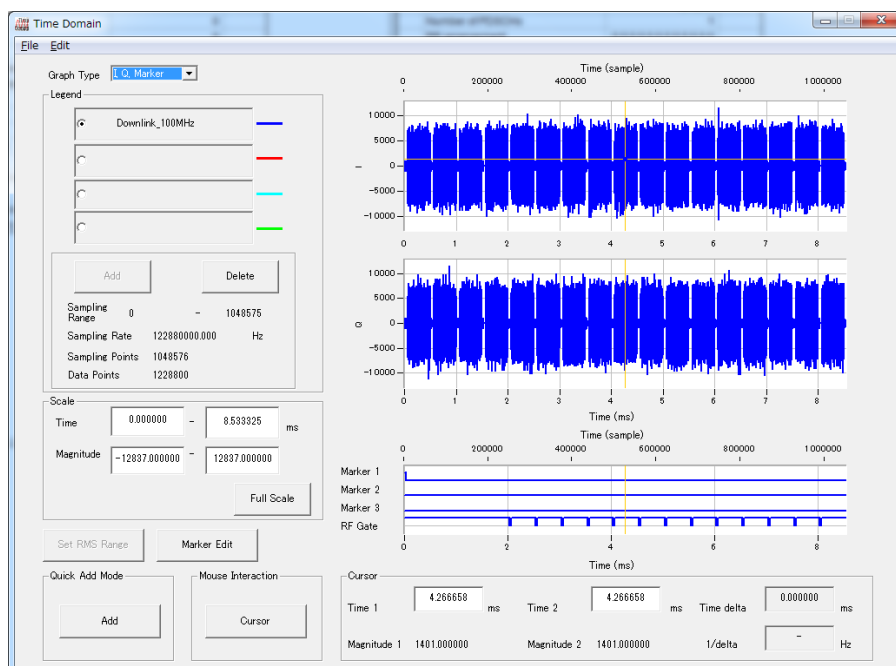 Time Domain
File Edit
Graph Type I, Q, Marker
Legend
Downlink_100MHz
Add Delete
Sampling Range 0 - 1048575
Sampling Rate 122880000.000 Hz
Sampling Points 1048576
Data Points 1228800
Scale
Time 0.000000 - 8.533325 ms
Magnitude -12837.000000 - 12837.000000
Full Scale
Set RMS Range Marker Edit
Quick Add Mode
Add
Mouse Interaction
Cursor
Time (sample)
0 200000 400000 600000 800000 1000000
10000
5000
I 0
-5000
-10000
0 1 2 3 4 5 6 7 8
10000
5000
Q 0
-5000
-10000
0 1 2 3 4 5 6 7 8
Time (ms)
Time (sample)
0 200000 400000 600000 800000 1000000
Marker 1
Marker 2
Marker 3
RF Gate
0 2 4 6 8
Time (ms)
Cursor
Time 1 4.266658 ms Time 2 4.266658 ms Time delta 0.000000 ms
Magnitude 1 1401.000000 Magnitude 2 1401.000000 1/delta - Hz